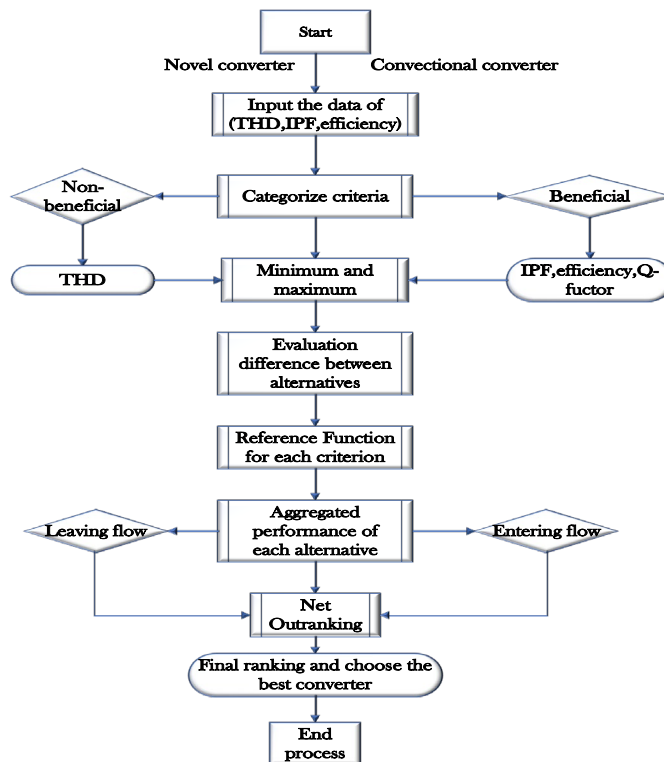 Start
Novel converter
Convectional converter
Input the data of
(THD,IPF,efficiency)
Non-
beneficial
Categorize criteria
Beneficial
THD
Minimum and
maximum
IPF,efficiency,Q-
fuctor
Evaluation
difference between
alternatives
Reference Function
for each criterion
Leaving flow
Aggregated
performance of
each alternative
Entering flow
Net
Outranking
Final ranking and choose the
best converter
End
process